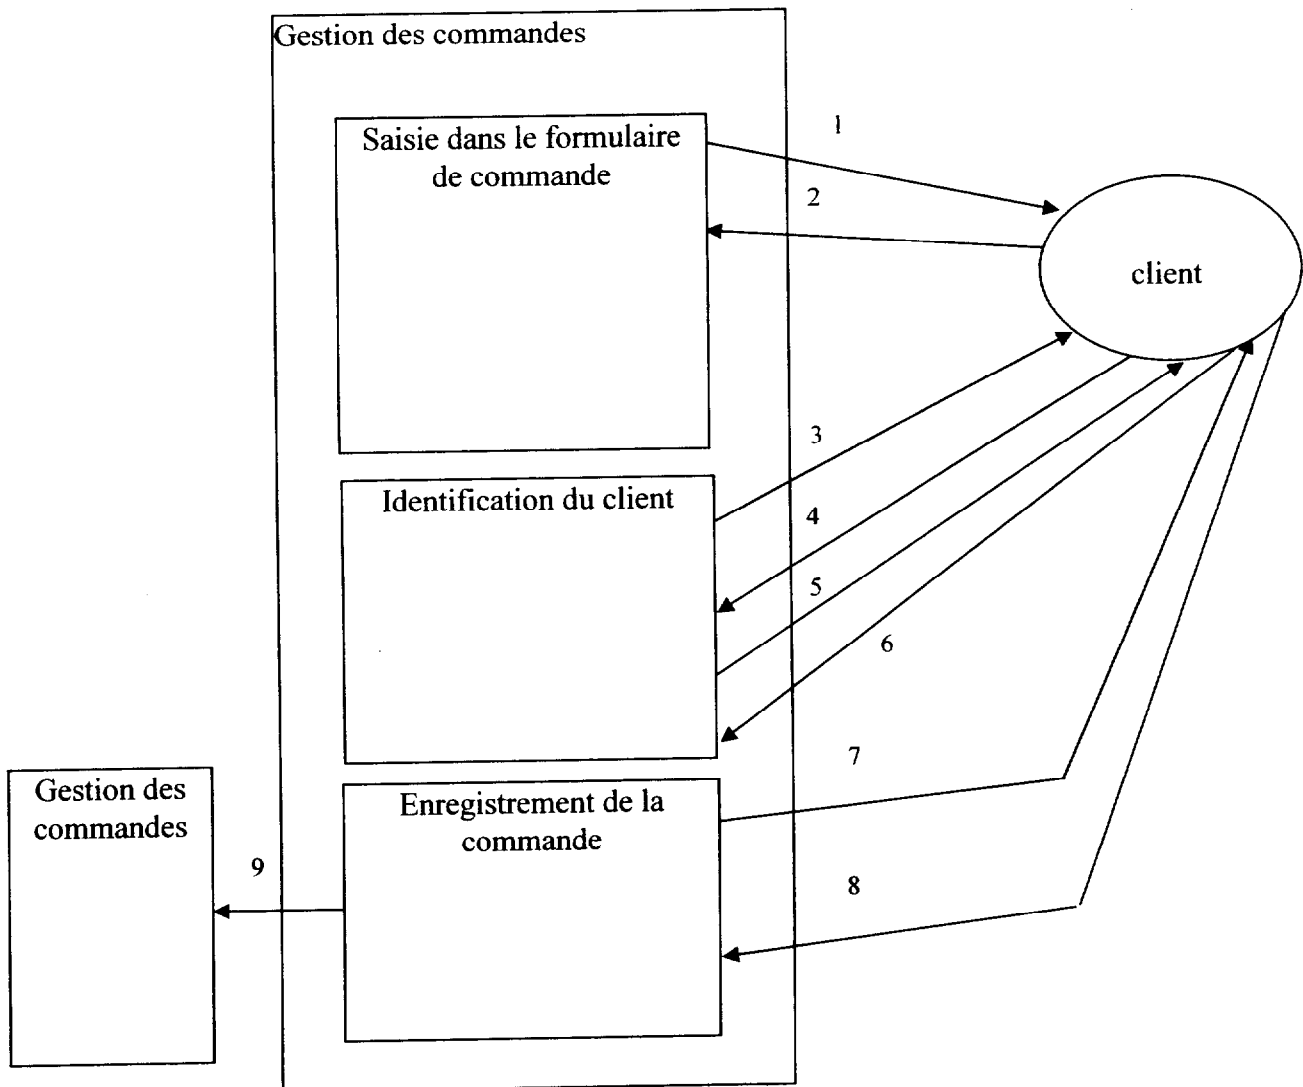 Gestion des commandes
Saisie dans le formulaire
de commande
1
2
client
3
Identification du client
4
5
6
7
Gestion des
commandes
Enregistrement de la
commande
9
8